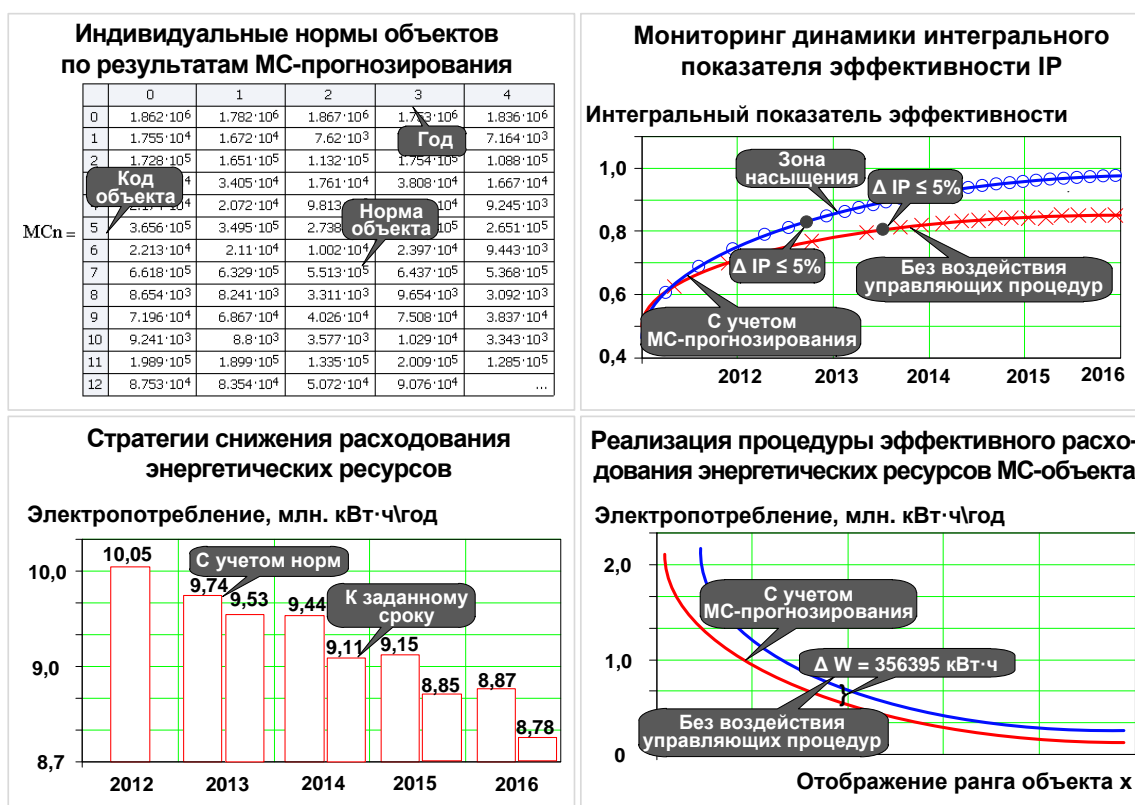 Индивидуальные нормы объектов
по результатам МС-прогнозирования
0 1 2 3 4
0 1.862·10⁶ 1.782·10⁶ 1.867·10⁶ 1.753·10⁶ 1.836·10⁶
1 1.755·10⁴ 1.672·10⁴ 7.62·10³ 7.164·10³
Год
2 1.728·10⁵ 1.651·10⁵ 1.132·10⁵ 1.754·10⁵ 1.088·10⁵
Код
объекта
3.405·10⁴ 1.761·10⁴ 3.808·10⁴ 1.667·10⁴
2.072·10⁴ 9.813 10⁴ 9.245·10³
Норма
объекта
MCn =
5 3.656·10⁵ 3.495·10⁵ 2.738 10⁵ 2.651·10⁵
6 2.213·10⁴ 2.11·10⁴ 1.002·10⁴ 2.397·10⁴ 9.443·10³
7 6.618·10⁵ 6.329·10⁵ 5.513·10⁵ 6.437·10⁵ 5.368·10⁵
8 8.654·10³ 8.241·10³ 3.311·10³ 9.654·10³ 3.092·10³
9 7.196·10⁴ 6.867·10⁴ 4.026·10⁴ 7.508·10⁴ 3.837·10⁴
10 9.241·10³ 8.8·10³ 3.577·10³ 1.029·10⁴ 3.343·10³
11 1.989·10⁵ 1.899·10⁵ 1.335·10⁵ 2.009·10⁵ 1.285·10⁵
12 8.753·10⁴ 8.354·10⁴ 5.072·10⁴ 9.076·10⁴ ...
Мониторинг динамики интегрального
показателя эффективности IP
Интегральный показатель эффективности
1,0
0,8
0,6
0,4
Зона
насыщения
Δ IP ≤ 5%
Δ IP ≤ 5%
Без воздействия
управляющих процедур
С учетом
МС-прогнозирования
2012 2013 2014 2015 2016
Стратегии снижения расходования
энергетических ресурсов
Электропотребление, млн. кВт·ч\год
10,0
9,0
8,7
10,05
С учетом норм
9,74
9,53
9,44
К заданному
сроку
9,11
9,15
8,85
8,87
8,78
2012 2013 2014 2015 2016
Реализация процедуры эффективного расхо-
дования энергетических ресурсов МС-объекта
Электропотребление, млн. кВт·ч\год
2,0
1,0
0
С учетом
МС-прогнозирования
Δ W = 356395 кВт·ч
Без воздействия
управляющих процедур
Отображение ранга объекта x